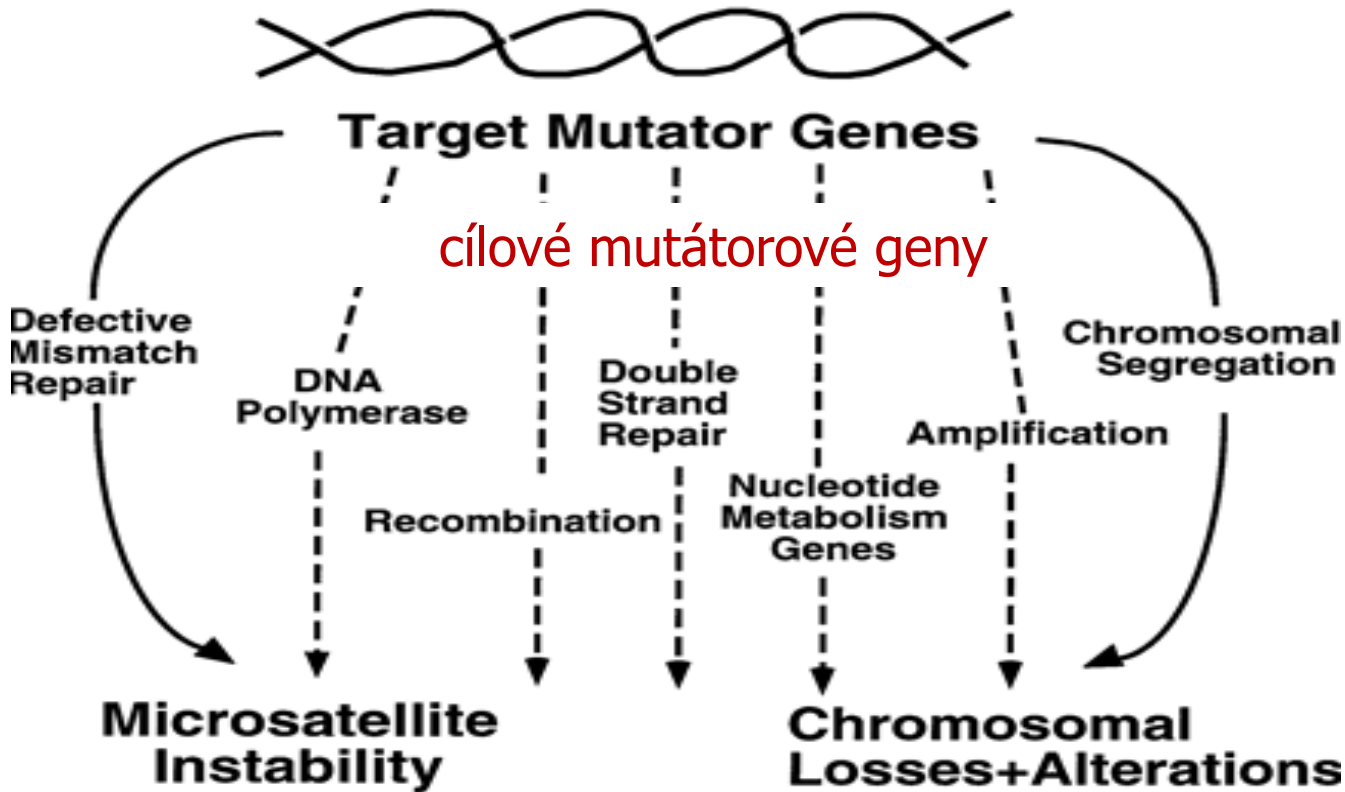 Target Mutator Genes
cílové mutátorové geny
Defective
Mismatch
Repair
DNA
Polymerase
Recombination
Double
Strand
Repair
Nucleotide
Metabolism
Genes
Amplification
Chromosomal
Segregation
Microsatellite
Instability
Chromosomal
Losses+Alterations